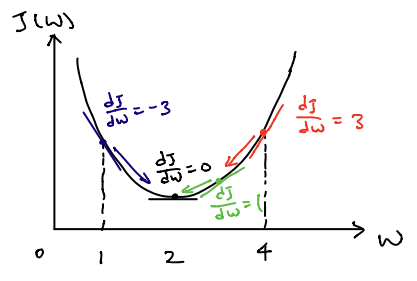 J(W)
dJ/dW = -3
dJ/dW = 3
dJ/dW = 0
dJ/dW = 1
0 1 2 4 W